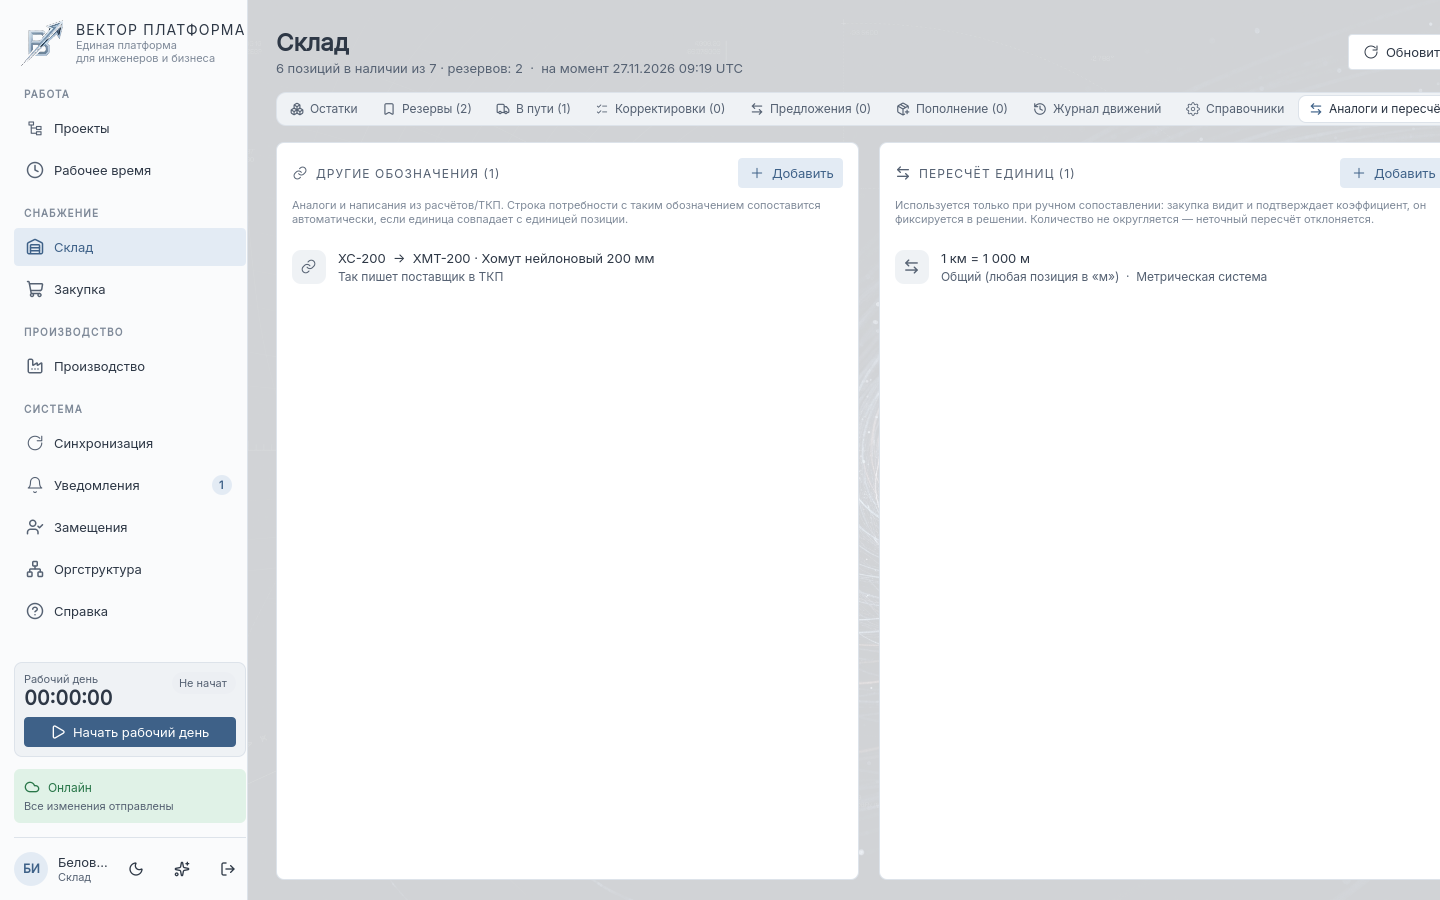 ВЕКТОР ПЛАТФОРМА
Единая платформа
для инженеров и бизнеса
РАБОТА
Проекты
Рабочее время
СНАБЖЕНИЕ
Склад
Закупка
ПРОИЗВОДСТВО
Производство
СИСТЕМА
Синхронизация
Уведомления 1
Замещения
Оргструктура
Справка
Рабочий день
00:00:00
Не начат
Начать рабочий день
Онлайн
Все изменения отправлены
БИ
Белов...
Склад
Склад
6 позиций в наличии из 7 · резервов: 2 · на момент 27.11.2026 09:19 UTC
Обновит
Остатки
Резервы (2)
В пути (1)
Корректировки (0)
Предложения (0)
Пополнение (0)
Журнал движений
Справочники
Аналоги и пересчё
ДРУГИЕ ОБОЗНАЧЕНИЯ (1)
Добавить
Аналоги и написания из расчётов/ТКП. Строка потребности с таким обозначением сопоставится
автоматически, если единица совпадает с единицей позиции.
ХС-200 → ХМТ-200 · Хомут нейлоновый 200 мм
Так пишет поставщик в ТКП
ПЕРЕСЧЁТ ЕДИНИЦ (1)
Добавить
Используется только при ручном сопоставлении: закупка видит и подтверждает коэффициент, он
фиксируется в решении. Количество не округляется — неточный пересчёт отклоняется.
1 км = 1 000 м
Общий (любая позиция в «м») · Метрическая система